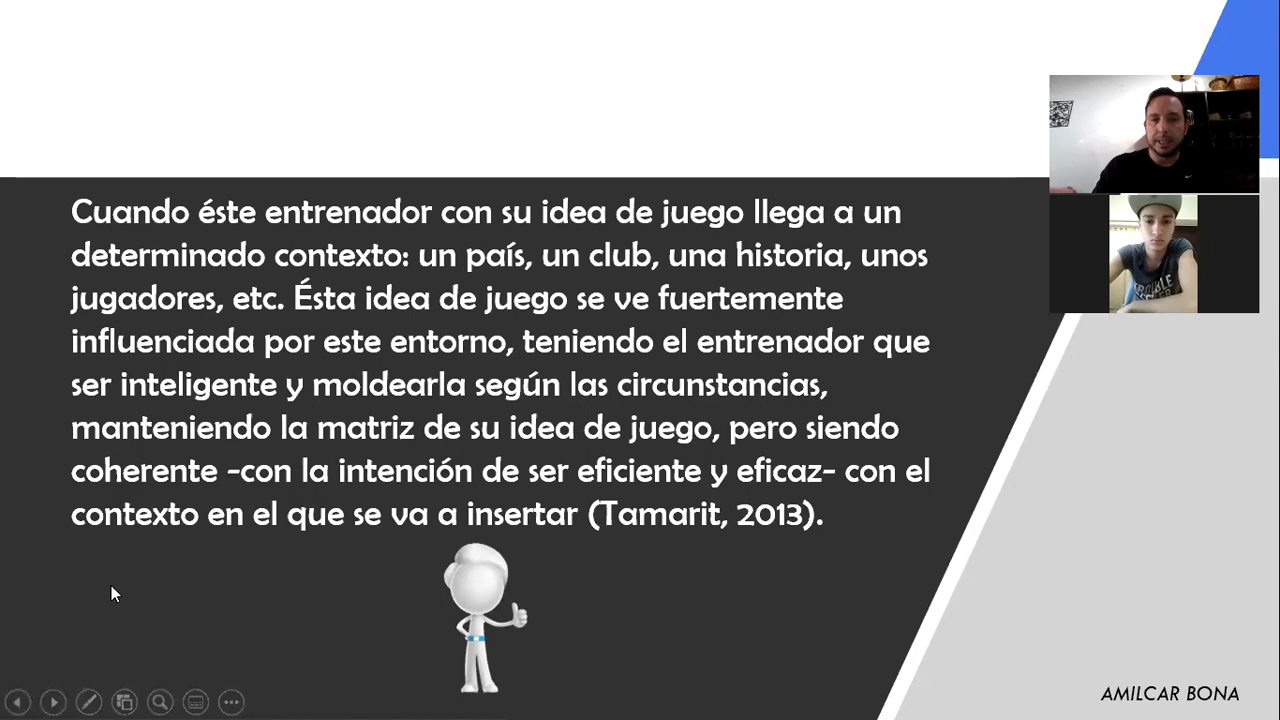 Cuando éste entrenador con su idea de juego llega a un
determinado contexto: un país, un club, una historia, unos
jugadores, etc. Ésta idea de juego se ve fuertemente
influenciada por este entorno, teniendo el entrenador que
ser inteligente y moldearla según las circunstancias,
manteniendo la matriz de su idea de juego, pero siendo
coherente -con la intención de ser eficiente y eficaz- con el
contexto en el que se va a insertar (Tamarit, 2013).
AMILCAR BONA